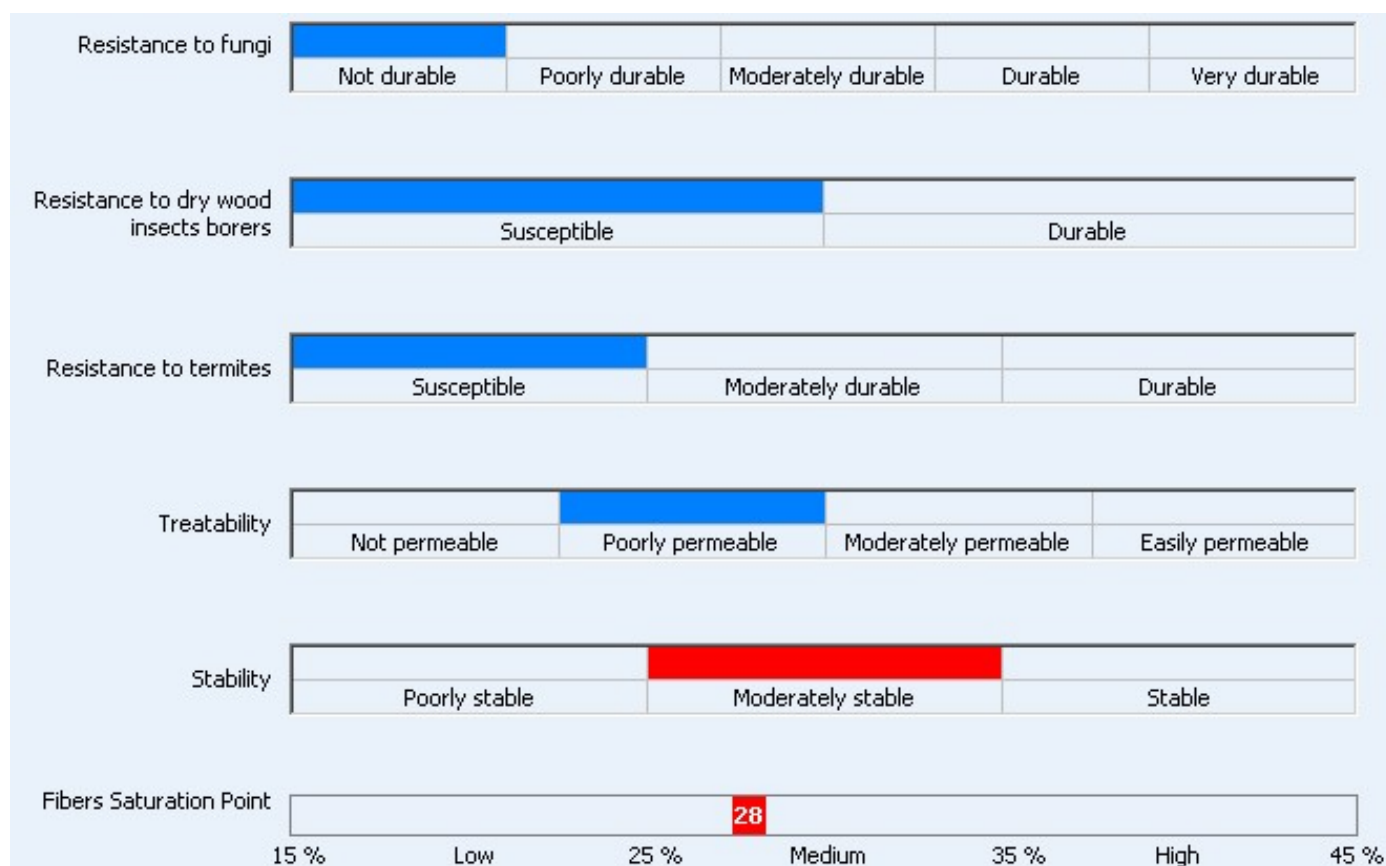 Resistance to fungi
Not durable Poorly durable Moderately durable Durable Very durable
Resistance to dry wood
insects borers
Susceptible Durable
Resistance to termites
Susceptible Moderately durable Durable
Treatability
Not permeable Poorly permeable Moderately permeable Easily permeable
Stability
Poorly stable Moderately stable Stable
Fibers Saturation Point
28
15 % Low 25 % Medium 35 % High 45 %